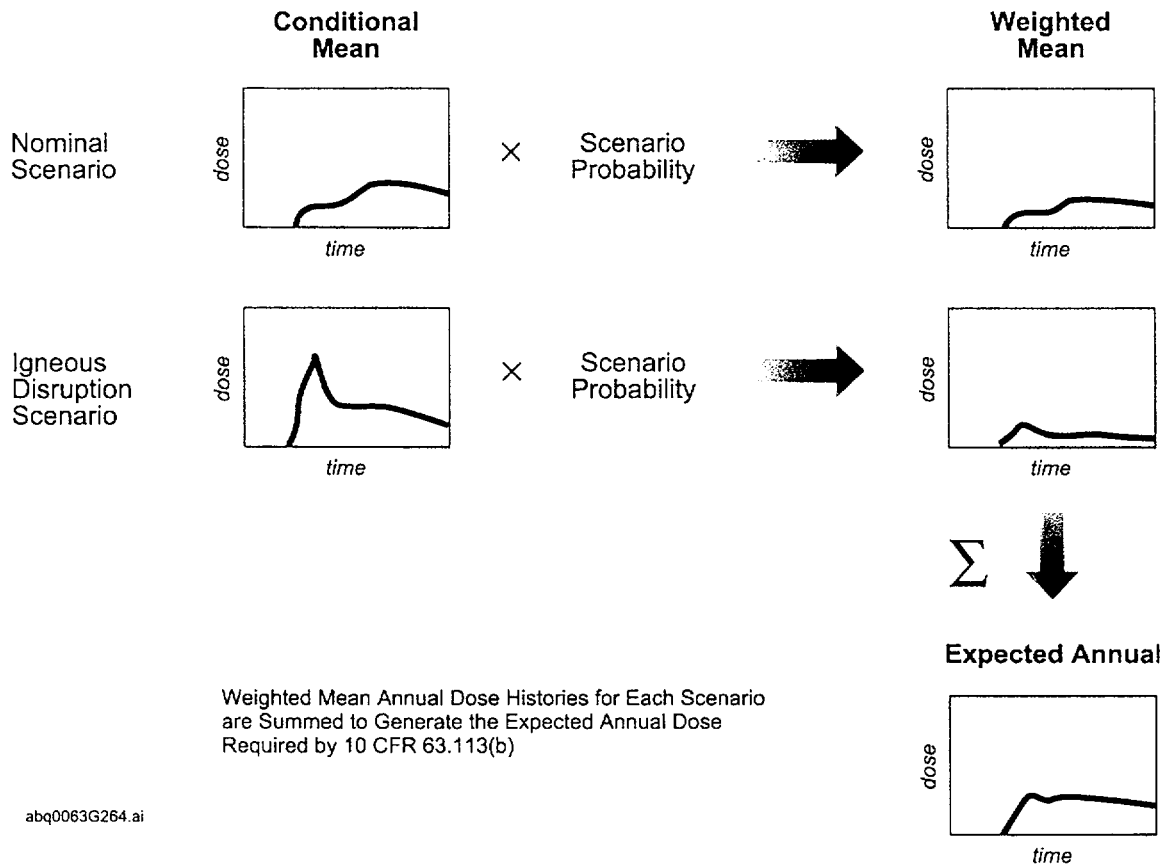 Conditional
Mean
Weighted
Mean
Nominal
Scenario
dose
time
×
Scenario
Probability
dose
time
Igneous
Disruption
Scenario
dose
time
×
Scenario
Probability
dose
time
Σ
Expected Annual
Weighted Mean Annual Dose Histories for Each Scenario
are Summed to Generate the Expected Annual Dose
Required by 10 CFR 63.113(b)
dose
time
abq0063G264.ai